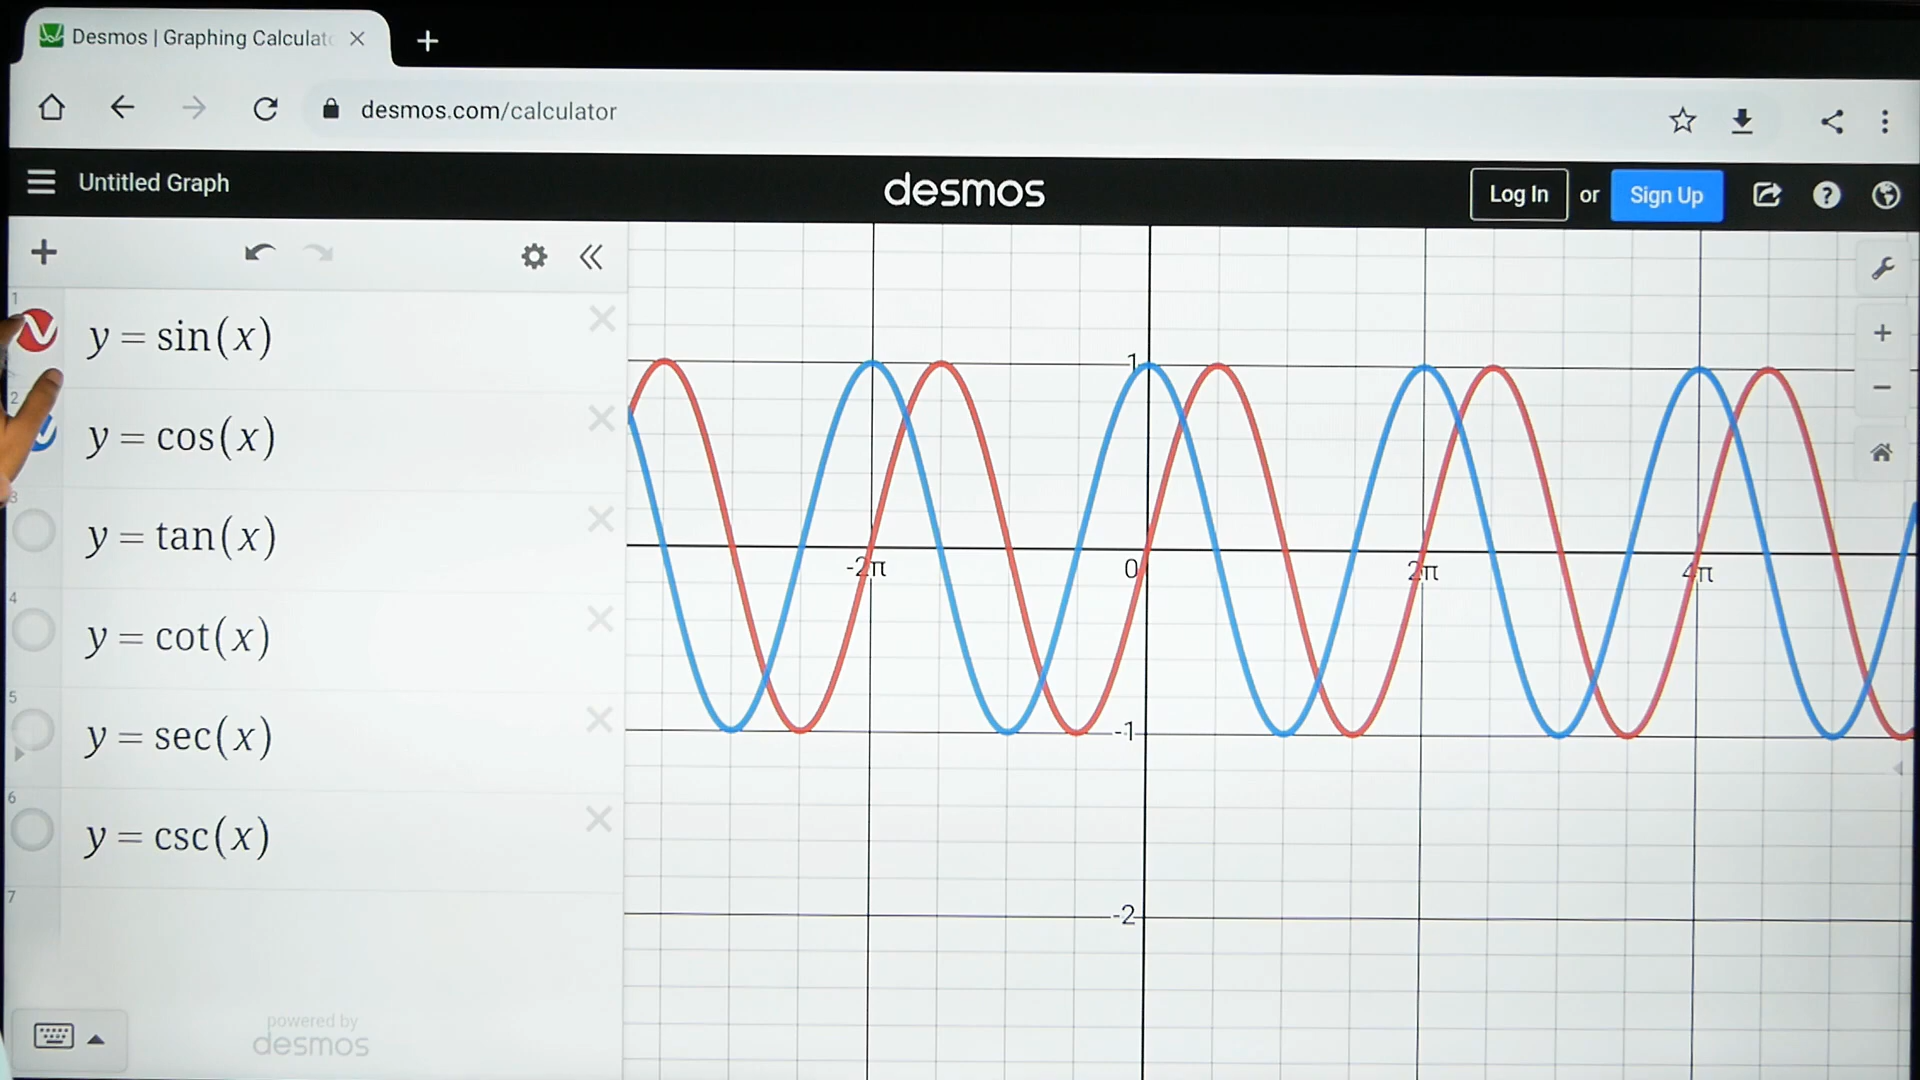 Desmos | Graphing Calculat
desmos.com/calculator
Untitled Graph
desmos
Log In or Sign Up
1
y = sin(x)
2
y = cos(x)
3
y = tan(x)
4
y = cot(x)
5
y = sec(x)
6
y = csc(x)
7
1
-2π
0
2π
4π
-1
-2
powered by
desmos